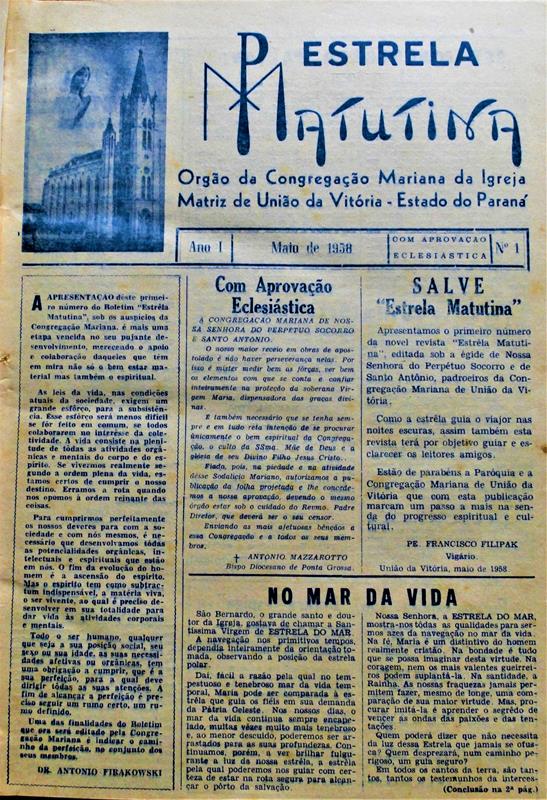 ESTRELA
MATUTINA
Orgão da Congregação Mariana da Igreja
Matriz de União da Vitória - Estado do Paraná
Ano I
Maio de 1958
COM APROVAÇÃO
ECLESIÁSTICA
Nº 1
A APRESENTAÇÃO dêste primei-
ro número do Boletim "Estrêla
Matutina", sob os auspícios da
Congregação Mariana, é mais uma
etapa vencida no seu pujante de-
senvolvimento, merecendo o apoio
e colaboração daqueles que têm
em mira não só o bem estar ma-
terial mas também o espiritual.
As leis da vida, nas condições
atuais da sociedade, exigem um
grande esfôrço, para a subsistên-
cia. Esse esfôrço será menos difícil
se fôr feito em comum, se todos
colaborarem no interêsse da cole-
tividade. A vida consiste na pleni-
tude de tôdas as atividades orgâni-
cas e mentais do corpo e do espí-
rito. Se vivermos realmente se-
gundo a ordem plena da vida, es-
tamos certos de cumprir o nosso
destino. Erramos a rota quando
nos opomos à ordem reinante das
coisas.
Para cumprirmos perfeitamente
os nossos deveres para com a so-
ciedade e com nós mesmos, é ne-
cessário que desenvolvamos tôdas
as potencialidades orgânicas, inte-
lectuais e espirituais que estão
em nós. O fim da evolução do ho-
mem é a ascensão do espírito.
Mas o espírito tem como subtrac-
tum indispensável, a matéria viva,
o ser vivente, ao qual é preciso de-
senvolver em sua totalidade para
dar vida às atividades corporais
e mentais.
Todo o ser humano, qualquer
que seja a sua posição social, seu
sexo ou sua idade, as suas necessi-
dades afetivas ou orgânicas, tem
uma obrigação a cumprir, que é a
sua perfeição, para a qual deve
dirigir tôdas as suas atenções. A
fim de alcançar a perfeição é pre-
ciso seguir um rumo certo, um ru-
mo definido.
Uma das finalidades do Boletim
que ora será editado pela Congre-
gação Mariana é indicar o cami-
nho da perfeição, no conjunto dos
seus membros.
DR. ANTONIO FIRAKOWSKI
Com Aprovação
Eclesiástica
A CONGREGAÇÃO MARIANA DE NOS-
SA SENHORA DO PERPETUO SOCORRO
E SANTO ANTÔNIO.
O nosso maior receio em obras de apos-
tolado é não haver perseverança nelas. Por
isso é mister medir bem as fôrças, ver bem
os elementos com que se conta e confiar
inteiramente na proteção da soberana Vir-
gem Maria, dispensadora das graças divi-
nas.
É também necessário que se tenha sem-
pre e em tudo reta intenção de se procurar
ùnicamente o bem espiritual da Congrega-
ção, o culto da SSma. Mãe de Deus e a
glória de seu Divino Filho Jesus Cristo..
Fiado, pois, na piedade e na atividade
dêsse Sodalício Mariano, autorizamos a pu-
blicação da folha projetada e lhe concede-
mos a nossa aprovação, devendo o mesmo
órgão estar sob o cuidado do Revmo. Padre
Diretor, que deverá ser o seu censor.
Enviando as mais afetuosas bênçãos a
essa Congregação e a todos os seus mem-
bros.
† ANTONIO, MAZZAROTTO
Bispo Diocesano de Ponta Grossa.
SALVE
"Estrela Matutina"
Apresentamos o primeiro número
da novel revista "Estrêla Matuti-
na", editada sob a égide de Nossa
Senhora do Perpétuo Socorro e de
Santo Antônio, padroeiros da Con-
gregação Mariana de União da Vi-
tória.
Como a estrêla guia o viajor nas
noites escuras, assim também esta
revista terá por objetivo guiar e es-
clarecer os leitores amigos.
Estão de parabéns a Paróquia e a
Congregação Mariana de União da
Vitória que com esta publicação
marcam um passo a mais na sen-
da do progresso espiritual e cul-
tural.
PE. FRANCISCO FILIPAK
Vigário.
União da Vitória, maio de 1958
NO MAR DA VIDA
São Bernardo, o grande santo e dou-
tor da Igreja, gostava de chamar a San-
tíssima Virgem de ESTRÊLA DO MAR.
A navegação nos primitivos tempos,
dependia inteiramente da orientação to-
mada, observando a posição da estrêla
polar.
Daí, fácil a razão pela qual no tem-
pestuoso e tenebroso mar da vida tem-
poral, Maria pode ser comparada à es-
trêla que guia os fiéis em sua demanda
da Pátria Celeste. Nos nossos dias, o
mar da vida continua sempre encape-
lado, muitas vêzes muito mais tenebroso
e, ao menor descuido, poderemos ser ar-
rastados para as suas profundezas. Con-
tinuamos, porém, a ver brilhar fulgu-
rante a luz da nossa estrêla, a estrêla
pela qual poderemos nos guiar com cer-
teza de estar na rota segura para alcan-
çar o pôrto da salvação.
Nossa Senhora, a ESTRÊLA DO MAR,
mostra-nos tôdas as qualidades para ser-
mos azes da navegação no mar da vida.
Na fé, Maria é um distintivo do homem
realmente cristão. Na bondade é tudo
que se possa imaginar desta virtude. Na
coragem, nem os mais valentes guerrei-
ros podem suplantá-la. Na santidade, a
Rainha. As nossas fraquezas jamais per-
mitem fazer, mesmo de longe, uma com-
paração de sua maior virtude. Mas, pro-
curar imitá-la é aprender o segrêdo de
vencer as ondas das paixões e das ten-
tações.
Quem poderá dizer que não necessita
da luz dessa Estrela que jamais se ofus-
ca? Quem desprezará, num caminho pe-
rigoso, um guia seguro?
Em todos os cantos da terra, são tan-
tos, tantos os testemunhos da interces-
(Conclusão na 2ª pág.)